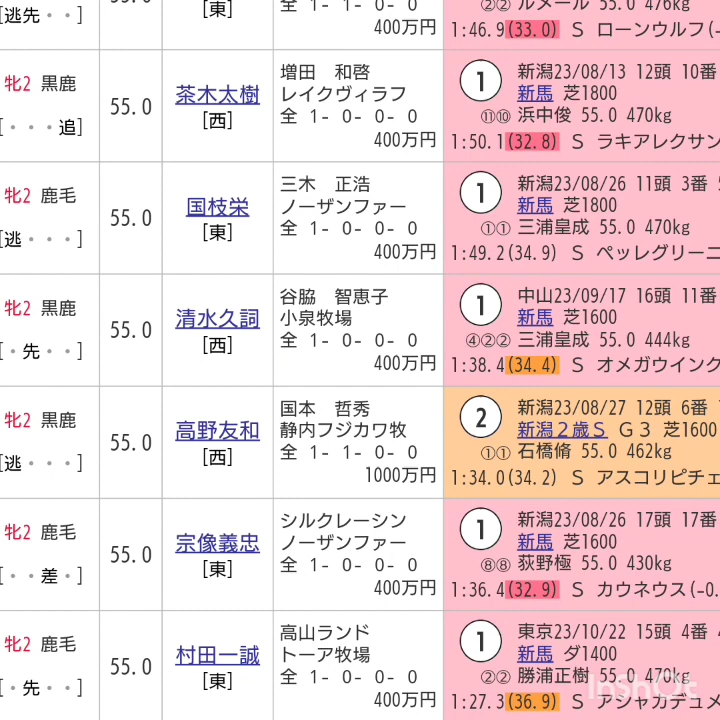 [逃先・・]
[東]
全 1- 1- 0- 0
400万円
②② ルメール 55.0 476kg
1:46.9(33.0) S ローンウルフ(-
牝2 黒鹿
[・・・追]
55.0
茶木太樹
[西]
増田 和啓
レイクヴィラフ
全 1- 0- 0- 0
400万円
1 新潟23/08/13 12頭 10番
新馬 芝1800
⑪⑩ 浜中俊 55.0 470kg
1:50.1(32.8) S ラキアレクサン
牝2 鹿毛
[逃・・・]
55.0
国枝栄
[東]
三木 正浩
ノーザンファー
全 1- 0- 0- 0
400万円
1 新潟23/08/26 11頭 3番
新馬 芝1800
①① 三浦皇成 55.0 470kg
1:49.2(34.9) S ペッレグリーニ
牝2 黒鹿
[・先・・]
55.0
清水久詞
[西]
谷脇 智恵子
小泉牧場
全 1- 0- 0- 0
400万円
1 中山23/09/17 16頭 11番
新馬 芝1600
④②② 三浦皇成 55.0 444kg
1:38.4(34.4) S オメガウインク
牝2 黒鹿
[逃・・・]
55.0
高野友和
[西]
国本 哲秀
静内フジカワ牧
全 1- 1- 0- 0
1000万円
2 新潟23/08/27 12頭 6番
新潟2歳S G3 芝1600
①① 石橋脩 55.0 462kg
1:34.0(34.2) S アスコリピチェ
牝2 鹿毛
[・・差・]
55.0
宗像義忠
[東]
シルクレーシン
ノーザンファー
全 1- 0- 0- 0
400万円
1 新潟23/08/26 17頭 17番
新馬 芝1600
⑧⑧ 荻野極 55.0 430kg
1:36.4(32.9) S カウネウス(-0.
牝2 鹿毛
[・先・・]
55.0
村田一誠
[東]
高山ランド
トーア牧場
全 1- 0- 0- 0
400万円
1 東京23/10/22 15頭 4番
新馬 ダ1400
②② 勝浦正樹 55.0 470kg
1:27.3(36.9) S アシャカデュメ
InShOt